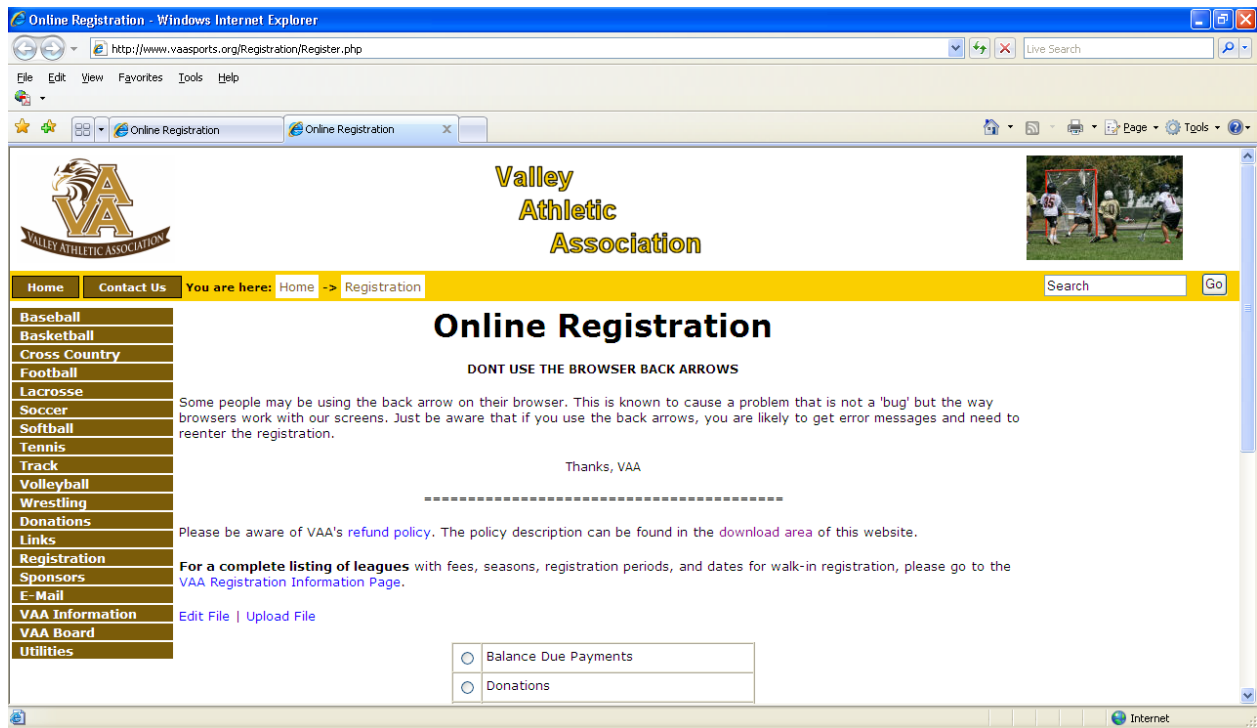 Online Registration - Windows Internet Explorer
http://www.vaasports.org/Registration/Register.php
Live Search
File Edit View Favorites Tools Help
Online Registration
Online Registration
Page
Tools
VAA
VALLEY ATHLETIC ASSOCIATION
Valley
Athletic
Association
Home
Contact Us
You are here: Home -> Registration
Search
Go
Baseball
Basketball
Cross Country
Football
Lacrosse
Soccer
Softball
Tennis
Track
Volleyball
Wrestling
Donations
Links
Registration
Sponsors
E-Mail
VAA Information
VAA Board
Utilities
Online Registration
DONT USE THE BROWSER BACK ARROWS
Some people may be using the back arrow on their browser. This is known to cause a problem that is not a 'bug' but the way
browsers work with our screens. Just be aware that if you use the back arrows, you are likely to get error messages and need to
reenter the registration.
Thanks, VAA
=========================================
Please be aware of VAA's refund policy. The policy description can be found in the download area of this website.
For a complete listing of leagues with fees, seasons, registration periods, and dates for walk-in registration, please go to the
VAA Registration Information Page.
Edit File | Upload File
Balance Due Payments
Donations
Internet